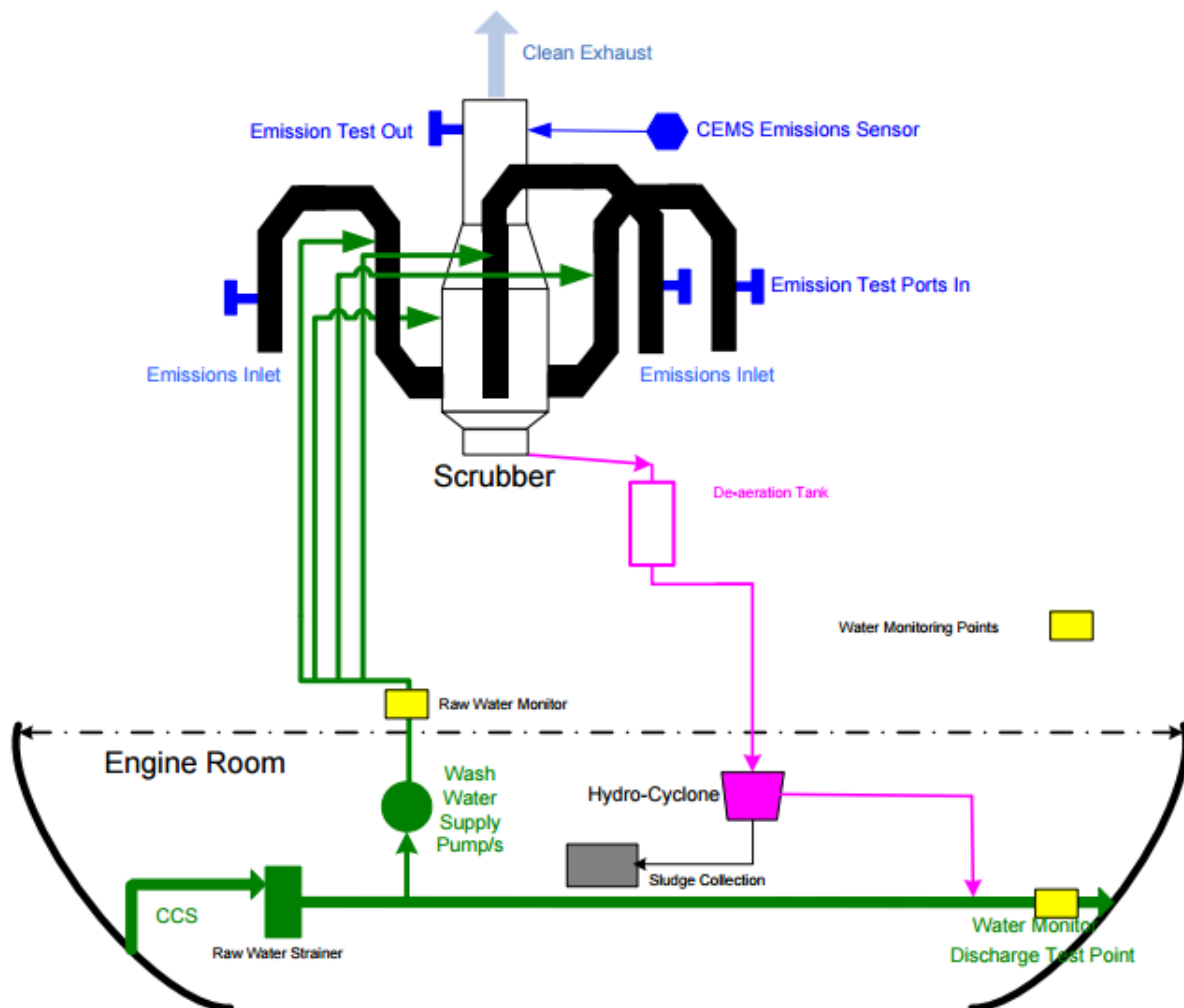 Clean Exhaust
Emission Test Out
CEMS Emissions Sensor
Emission Test Ports In
Emissions Inlet
Emissions Inlet
Scrubber
De-aeration Tank
Water Monitoring Points
Raw Water Monitor
Engine Room
Wash
Water
Supply
Pump/s
Hydro-Cyclone
Sludge Collection
CCS
Raw Water Strainer
Water Monitor
Discharge Test Point